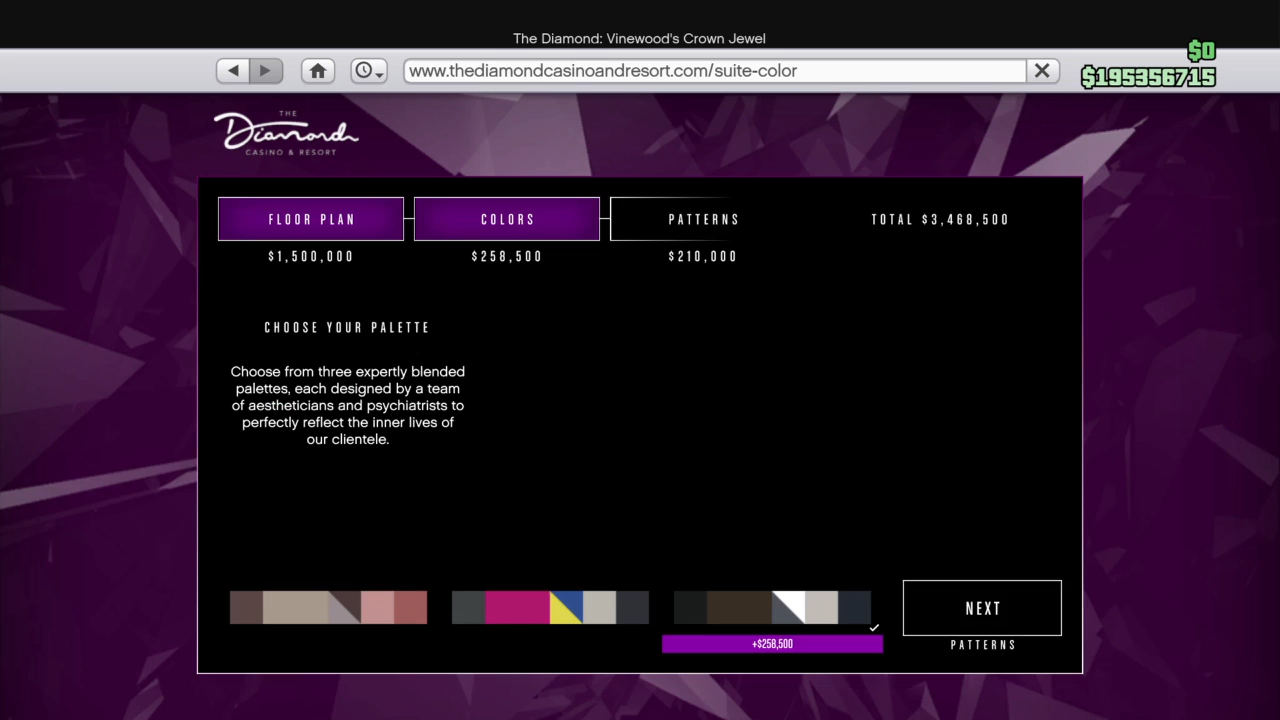 The Diamond: Vinewood's Crown Jewel
$0
www.thediamondcasinoandresort.com/suite-color
$195356715
THE
Diamond
CASINO & RESORT
FLOOR PLAN
COLORS
PATTERNS
TOTAL $3,468,500
$1,500,000
$258,500
$210,000
CHOOSE YOUR PALETTE
Choose from three expertly blended
palettes, each designed by a team
of aestheticians and psychiatrists to
perfectly reflect the inner lives of
our clientele.
NEXT
+$258,500
PATTERNS